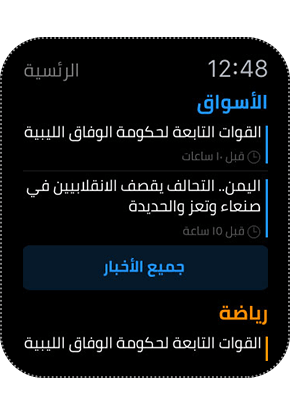 الرئسية 12:48
الأسواق
القوات التابعة لحكومة الوفاق الليبية
قبل ١٠ ساعات
اليمن.. التحالف يقصف الانقلابيين في
صنعاء وتعز والحديدة
قبل ١٥ ساعة
جميع الأخبار
رياضة
القوات التابعة لحكومة الوفاق الليبية